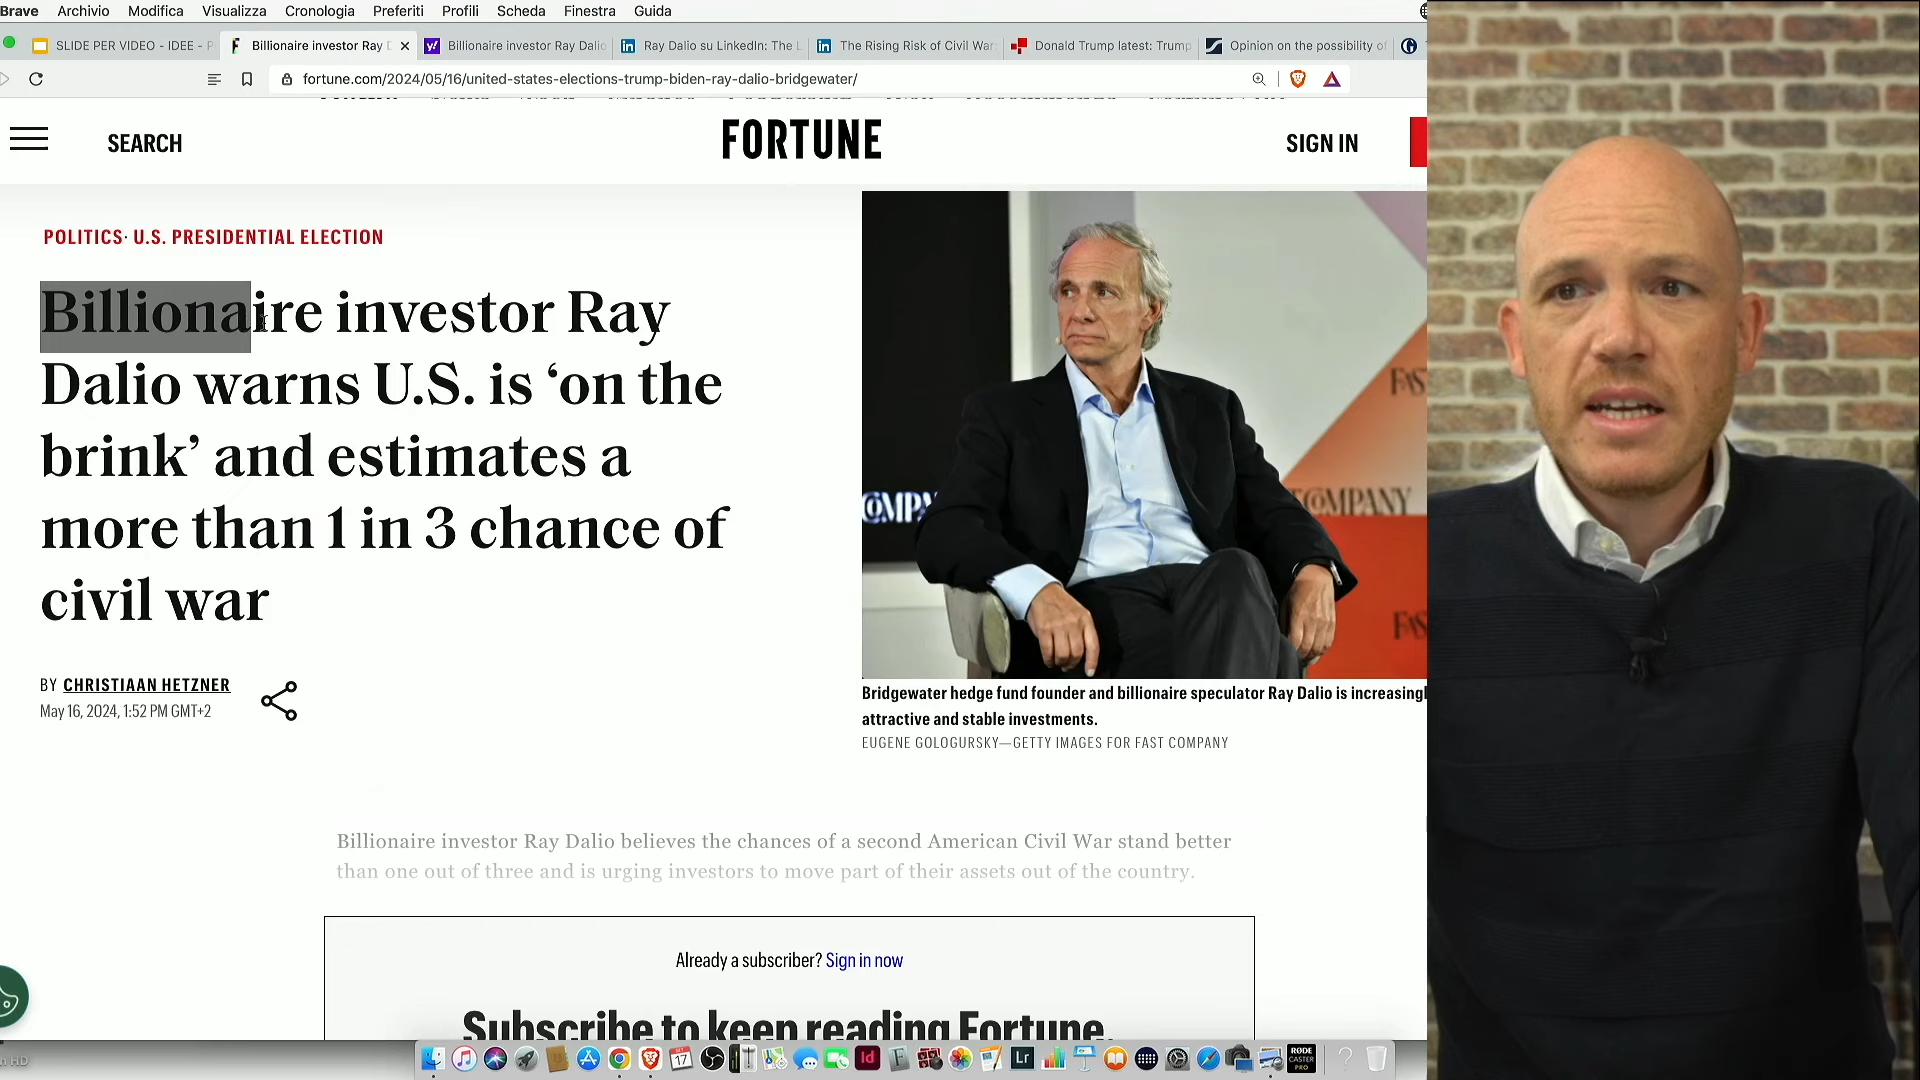 Brave Archivio Modifica Visualizza Cronologia Preferiti Profili Scheda Finestra Guida
SLIDE PER VIDEO - IDEE - P Billionaire investor Ray D Billionaire investor Ray Dalio Ray Dalio su LinkedIn: The L The Rising Risk of Civil War Donald Trump latest: Trump Opinion on the possibility of
fortune.com/2024/05/16/united-states-elections-trump-biden-ray-dalio-bridgewater/
SEARCH
FORTUNE
SIGN IN
POLITICS· U.S. PRESIDENTIAL ELECTION
Billionaire investor Ray
Dalio warns U.S. is ‘on the
brink’ and estimates a
more than 1 in 3 chance of
civil war
BY CHRISTIAAN HETZNER
May 16, 2024, 1:52 PM GMT+2
COMPANY
Bridgewater hedge fund founder and billionaire speculator Ray Dalio is increasingl
attractive and stable investments.
EUGENE GOLOGURSKY—GETTY IMAGES FOR FAST COMPANY
Billionaire investor Ray Dalio believes the chances of a second American Civil War stand better
than one out of three and is urging investors to move part of their assets out of the country.
Already a subscriber? Sign in now
Subscribe to keep reading Fortune.
17
Id
Lr
RØDE
CASTER
PRO